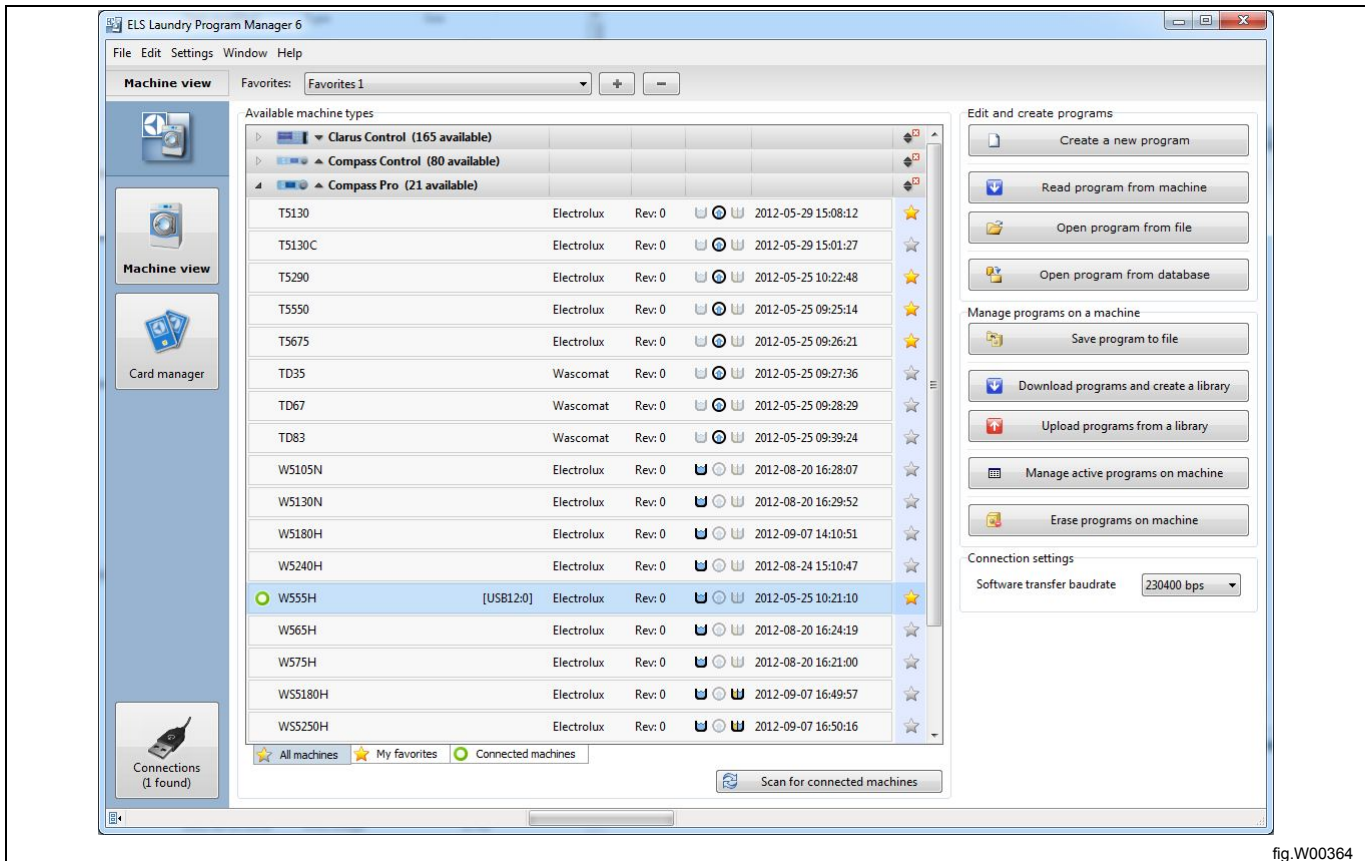 ELS Laundry Program Manager 6
File Edit Settings Window Help
Machine view
Favorites: Favorites 1
Available machine types
Clarus Control (165 available)
Compass Control (80 available)
Compass Pro (21 available)
T5130 Electrolux Rev: 0 2012-05-29 15:08:12
T5130C Electrolux Rev: 0 2012-05-29 15:01:27
T5290 Electrolux Rev: 0 2012-05-25 10:22:48
T5550 Electrolux Rev: 0 2012-05-25 09:25:14
T5675 Electrolux Rev: 0 2012-05-25 09:26:21
TD35 Wascomat Rev: 0 2012-05-25 09:27:36
TD67 Wascomat Rev: 0 2012-05-25 09:28:29
TD83 Wascomat Rev: 0 2012-05-25 09:39:24
W5105N Electrolux Rev: 0 2012-08-20 16:28:07
W5130N Electrolux Rev: 0 2012-08-20 16:29:52
W5180H Electrolux Rev: 0 2012-09-07 14:10:51
W5240H Electrolux Rev: 0 2012-08-24 15:10:47
W555H [USB12:0] Electrolux Rev: 0 2012-05-25 10:21:10
W565H Electrolux Rev: 0 2012-08-20 16:24:19
W575H Electrolux Rev: 0 2012-08-20 16:21:00
WS5180H Electrolux Rev: 0 2012-09-07 16:49:57
WS5250H Electrolux Rev: 0 2012-09-07 16:50:16
All machines My favorites Connected machines
Scan for connected machines
Machine view
Card manager
Connections
(1 found)
Edit and create programs
Create a new program
Read program from machine
Open program from file
Open program from database
Manage programs on a machine
Save program to file
Download programs and create a library
Upload programs from a library
Manage active programs on machine
Erase programs on machine
Connection settings
Software transfer baudrate 230400 bps
fig.W00364